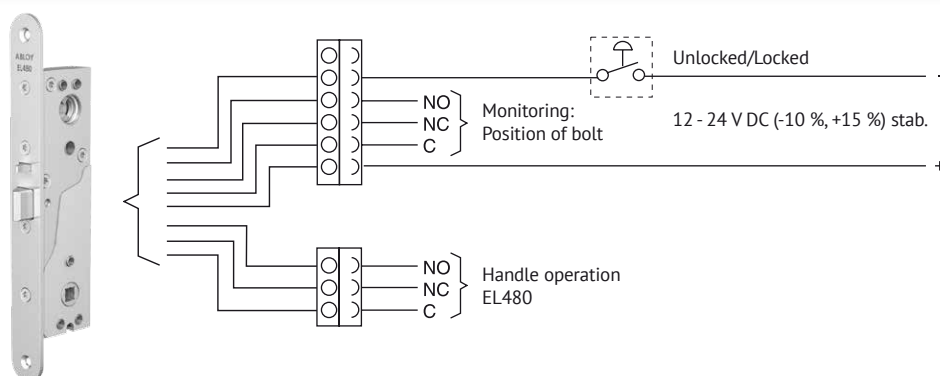 ABLOY
EL480
Unlocked/Locked
NO
NC
C
Monitoring:
Position of bolt
12 - 24 V DC (-10 %, +15 %) stab.
NO
NC
C
Handle operation
EL480